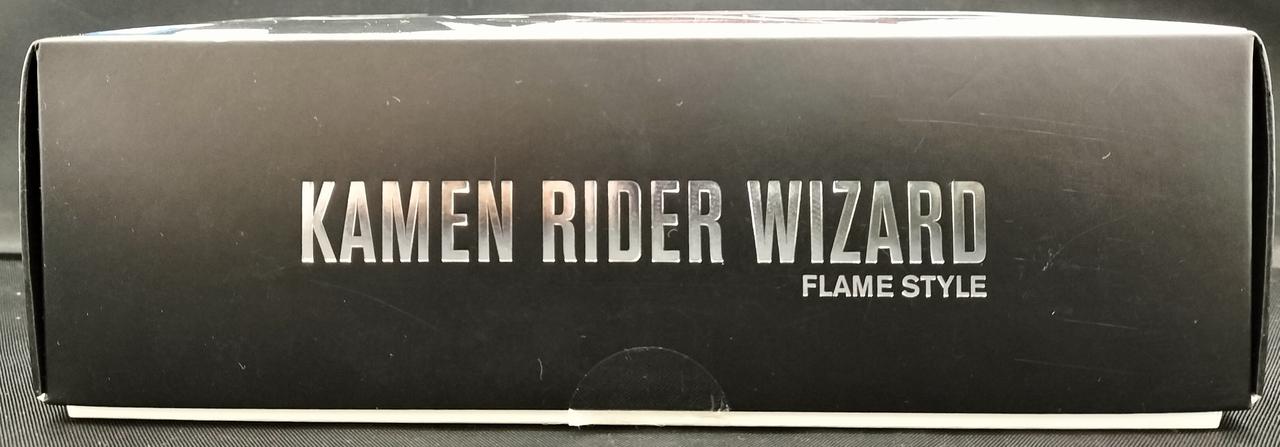 KAMEN RIDER WIZARD
FLAME STYLE